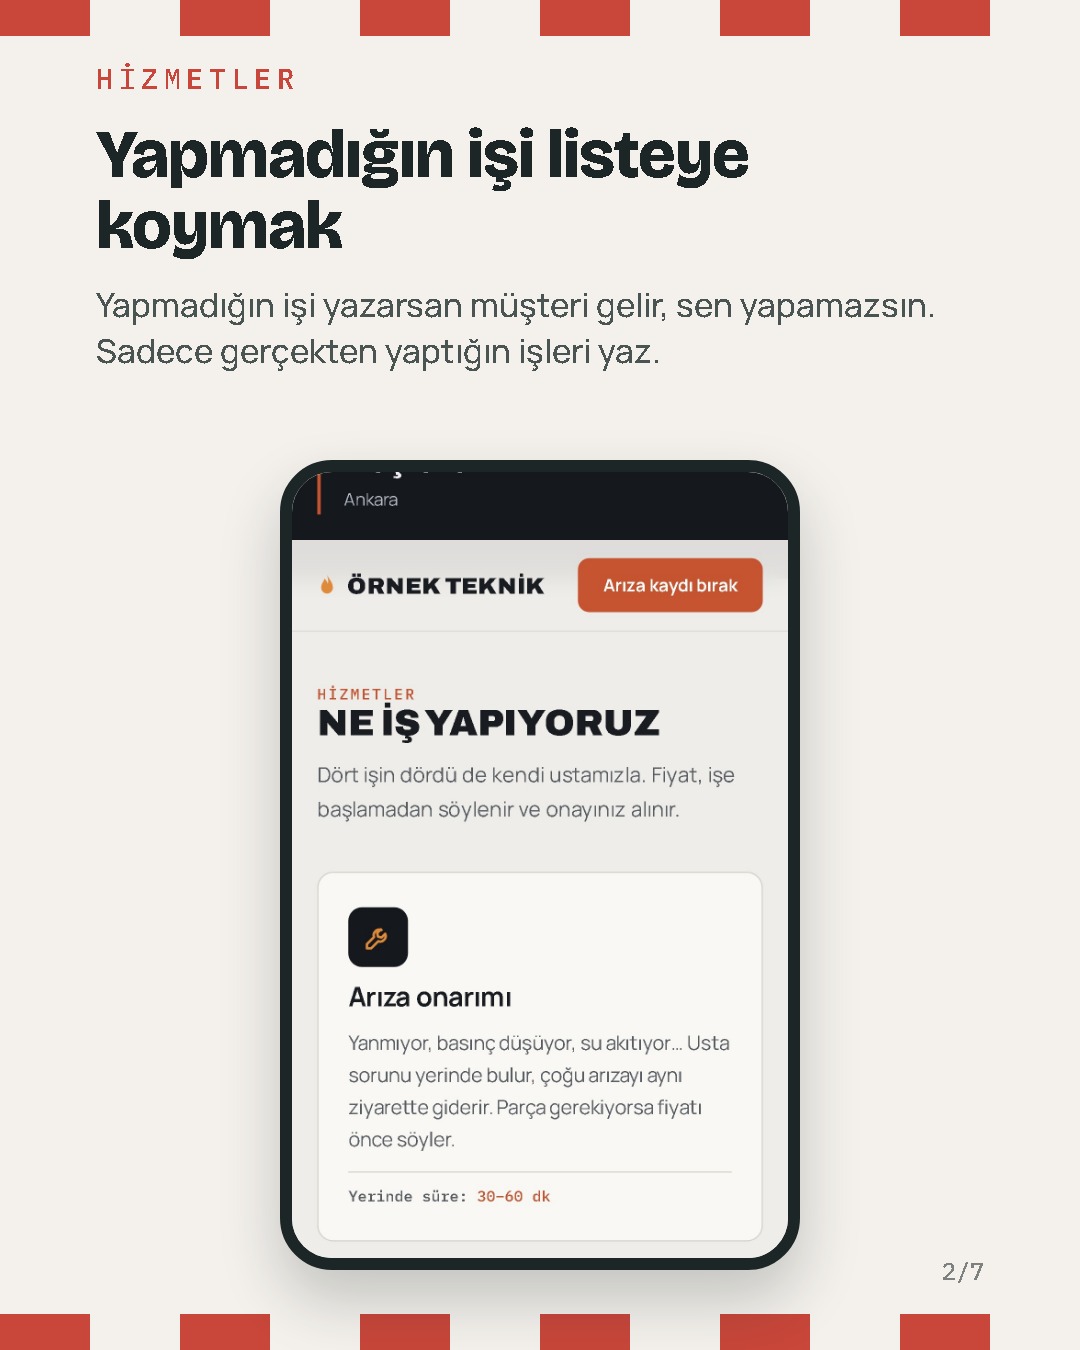 HİZMETLER
Yapmadığın işi listeye
koymak
Yapmadığın işi yazarsan müşteri gelir, sen yapamazsın.
Sadece gerçekten yaptığın işleri yaz.
Ankara
ÖRNEK TEKNİK
Arıza kaydı bırak
HİZMETLER
NE İŞ YAPIYORUZ
Dört işin dördü de kendi ustamızla. Fiyat, işe
başlamadan söylenir ve onayınız alınır.
Arıza onarımı
Yanmıyor, basınç düşüyor, su akıtıyor… Usta
sorunu yerinde bulur, çoğu arızayı aynı
ziyarette giderir. Parça gerekiyorsa fiyatı
önce söyler.
Yerinde süre: 30–60 dk
2/7